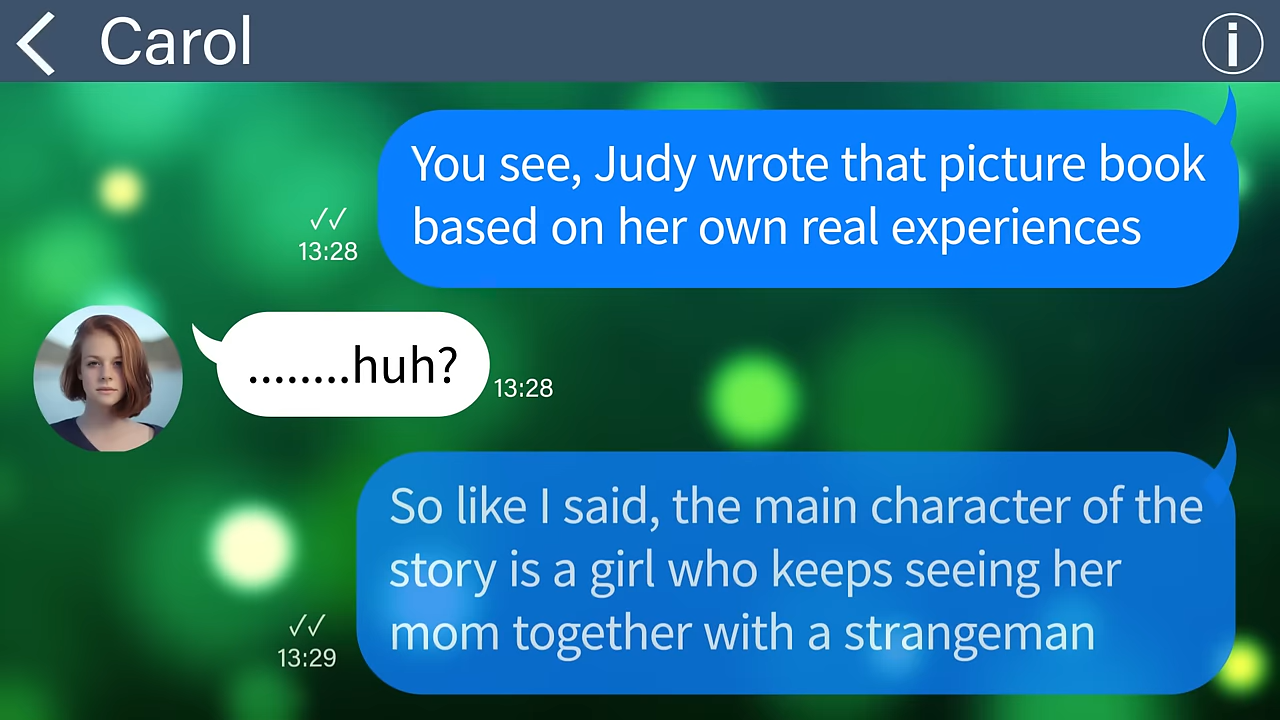 Carol
You see, Judy wrote that picture book
based on her own real experiences
✓✓
13:28
........huh?
13:28
So like I said, the main character of the
story is a girl who keeps seeing her
mom together with a strangeman
✓✓
13:29